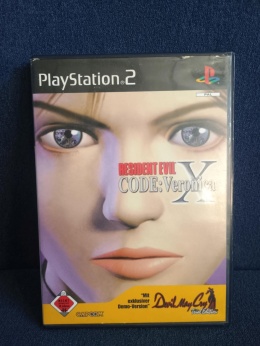 PlayStation 2
RESIDENT EVIL
CODE: Veronica X
"Mit
exklusiver
Demo-Version"
Devil May Cry
CAPCOM